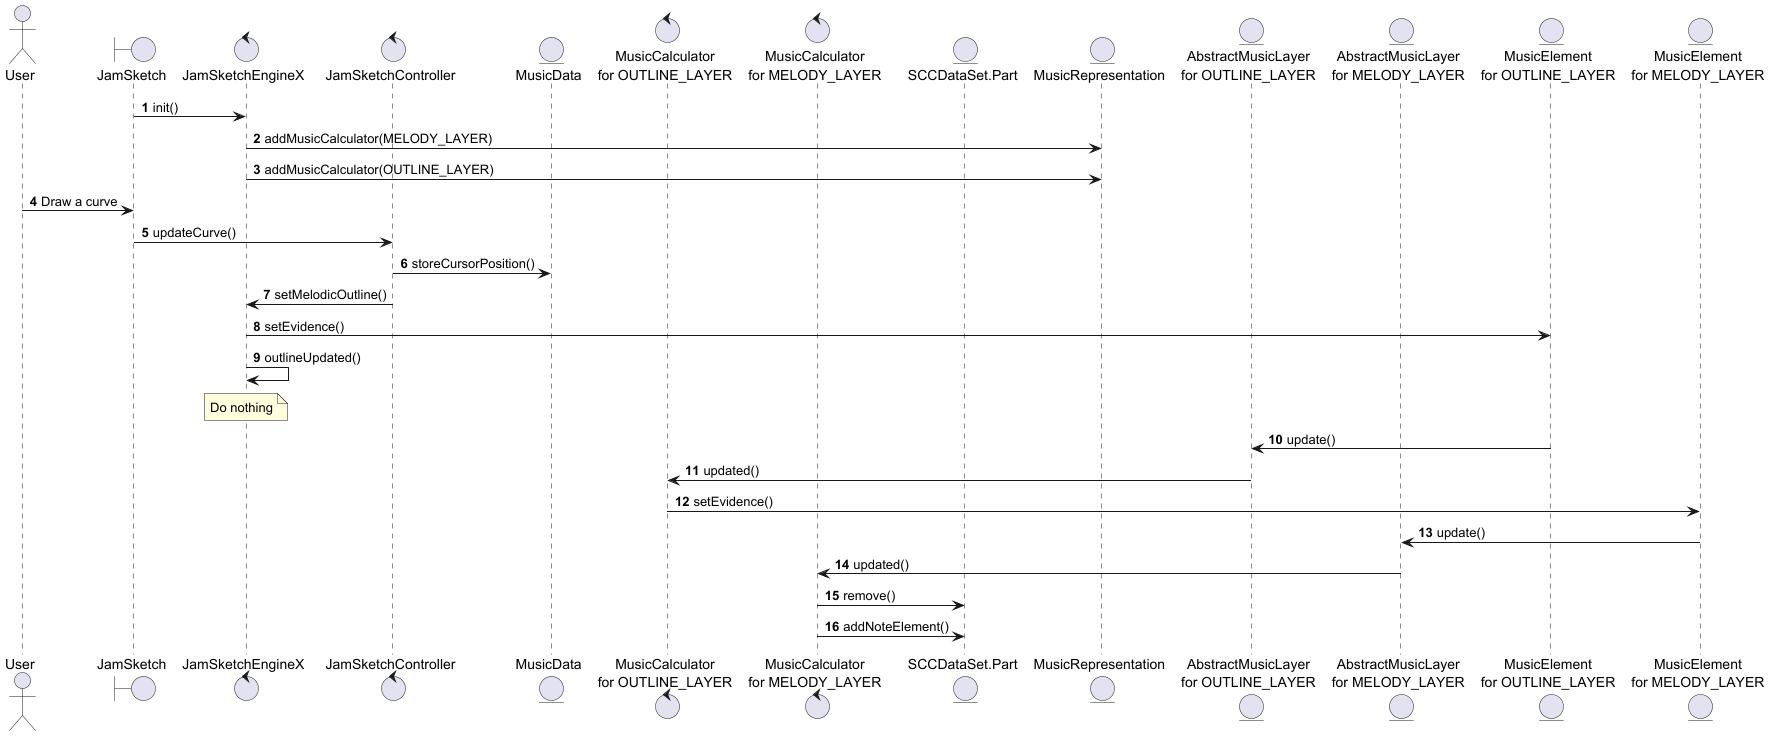 MusicCalculator
MusicCalculator
AbstractMusicLayer
AbstractMusicLayer
MusicElement
MusicElement
User
JamSketch
JamSketchEngineX
JamSketchController
MusicData
for OUTLINE_LAYER
for MELODY_LAYER
SCCDataSet.Part
MusicRepresentation
for OUTLINE_LAYER
for MELODY_LAYER
for OUTLINE_LAYER
for MELODY_LAYER
1 init()
2 addMusicCalculator(MELODY_LAYER)
3 addMusicCalculator(OUTLINE_LAYER)
4 Draw a curve
5 updateCurve()
6 storeCursorPosition()
7 setMelodicOutline()
8 setEvidence()
9 outlineUpdated()
Do nothing
10 update()
11 updated()
12 setEvidence()
13 update()
14 updated()
15 remove()
16 addNoteElement()
User
JamSketch
JamSketchEngineX
JamSketchController
MusicData
MusicCalculator
MusicCalculator
SCCDataSet.Part
MusicRepresentation
AbstractMusicLayer
AbstractMusicLayer
MusicElement
MusicElement
for OUTLINE_LAYER
for MELODY_LAYER
for OUTLINE_LAYER
for MELODY_LAYER
for OUTLINE_LAYER
for MELODY_LAYER